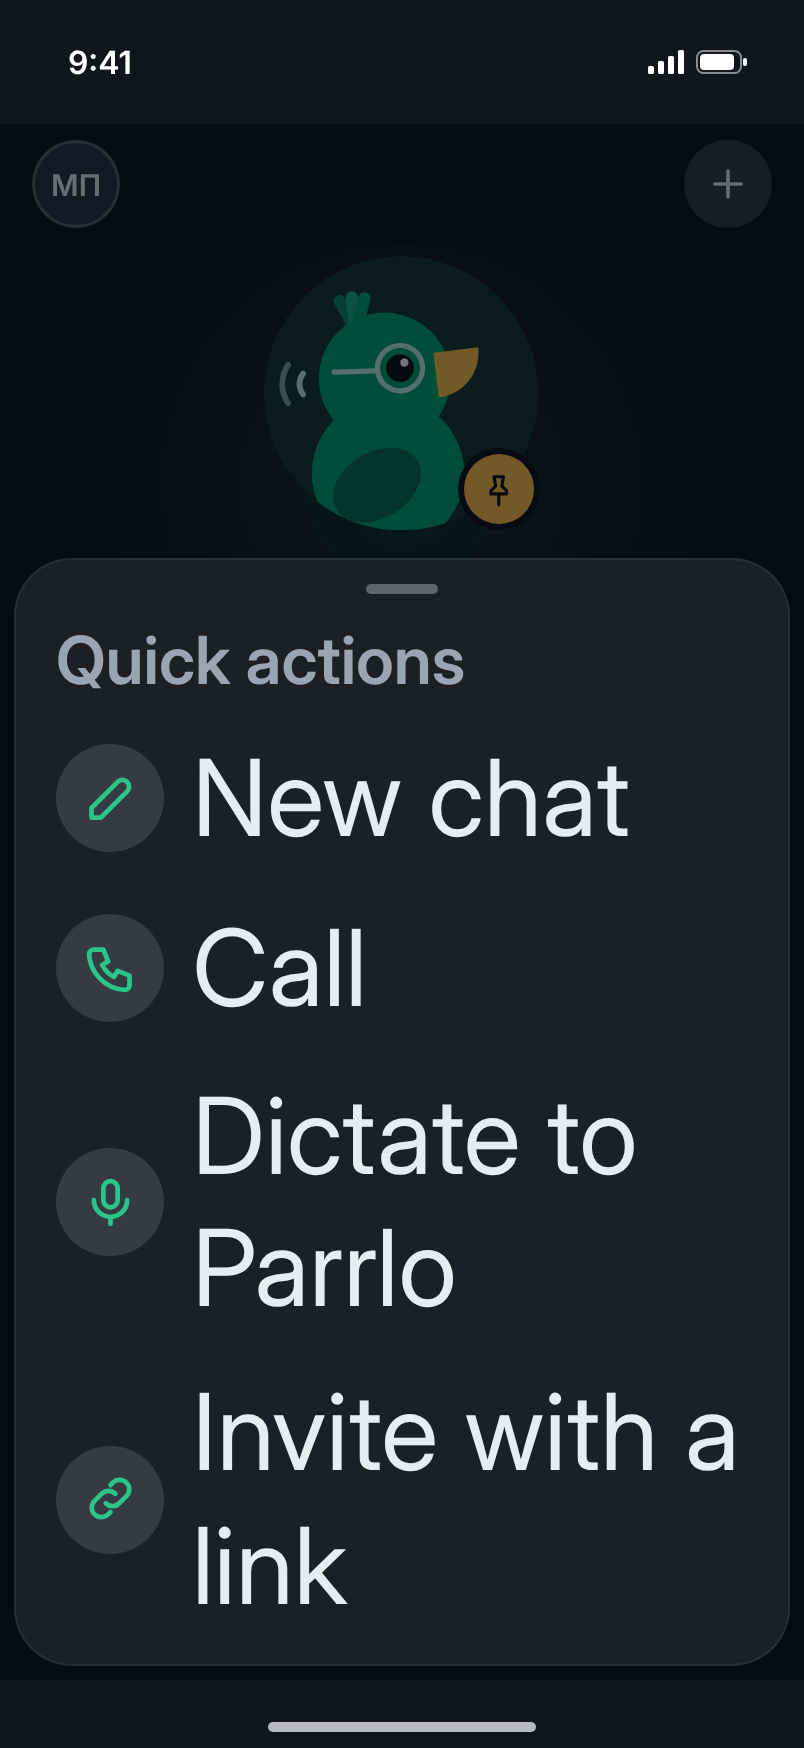 9:41
МП
Quick actions
New chat
Call
Dictate to
Parrlo
Invite with a
link